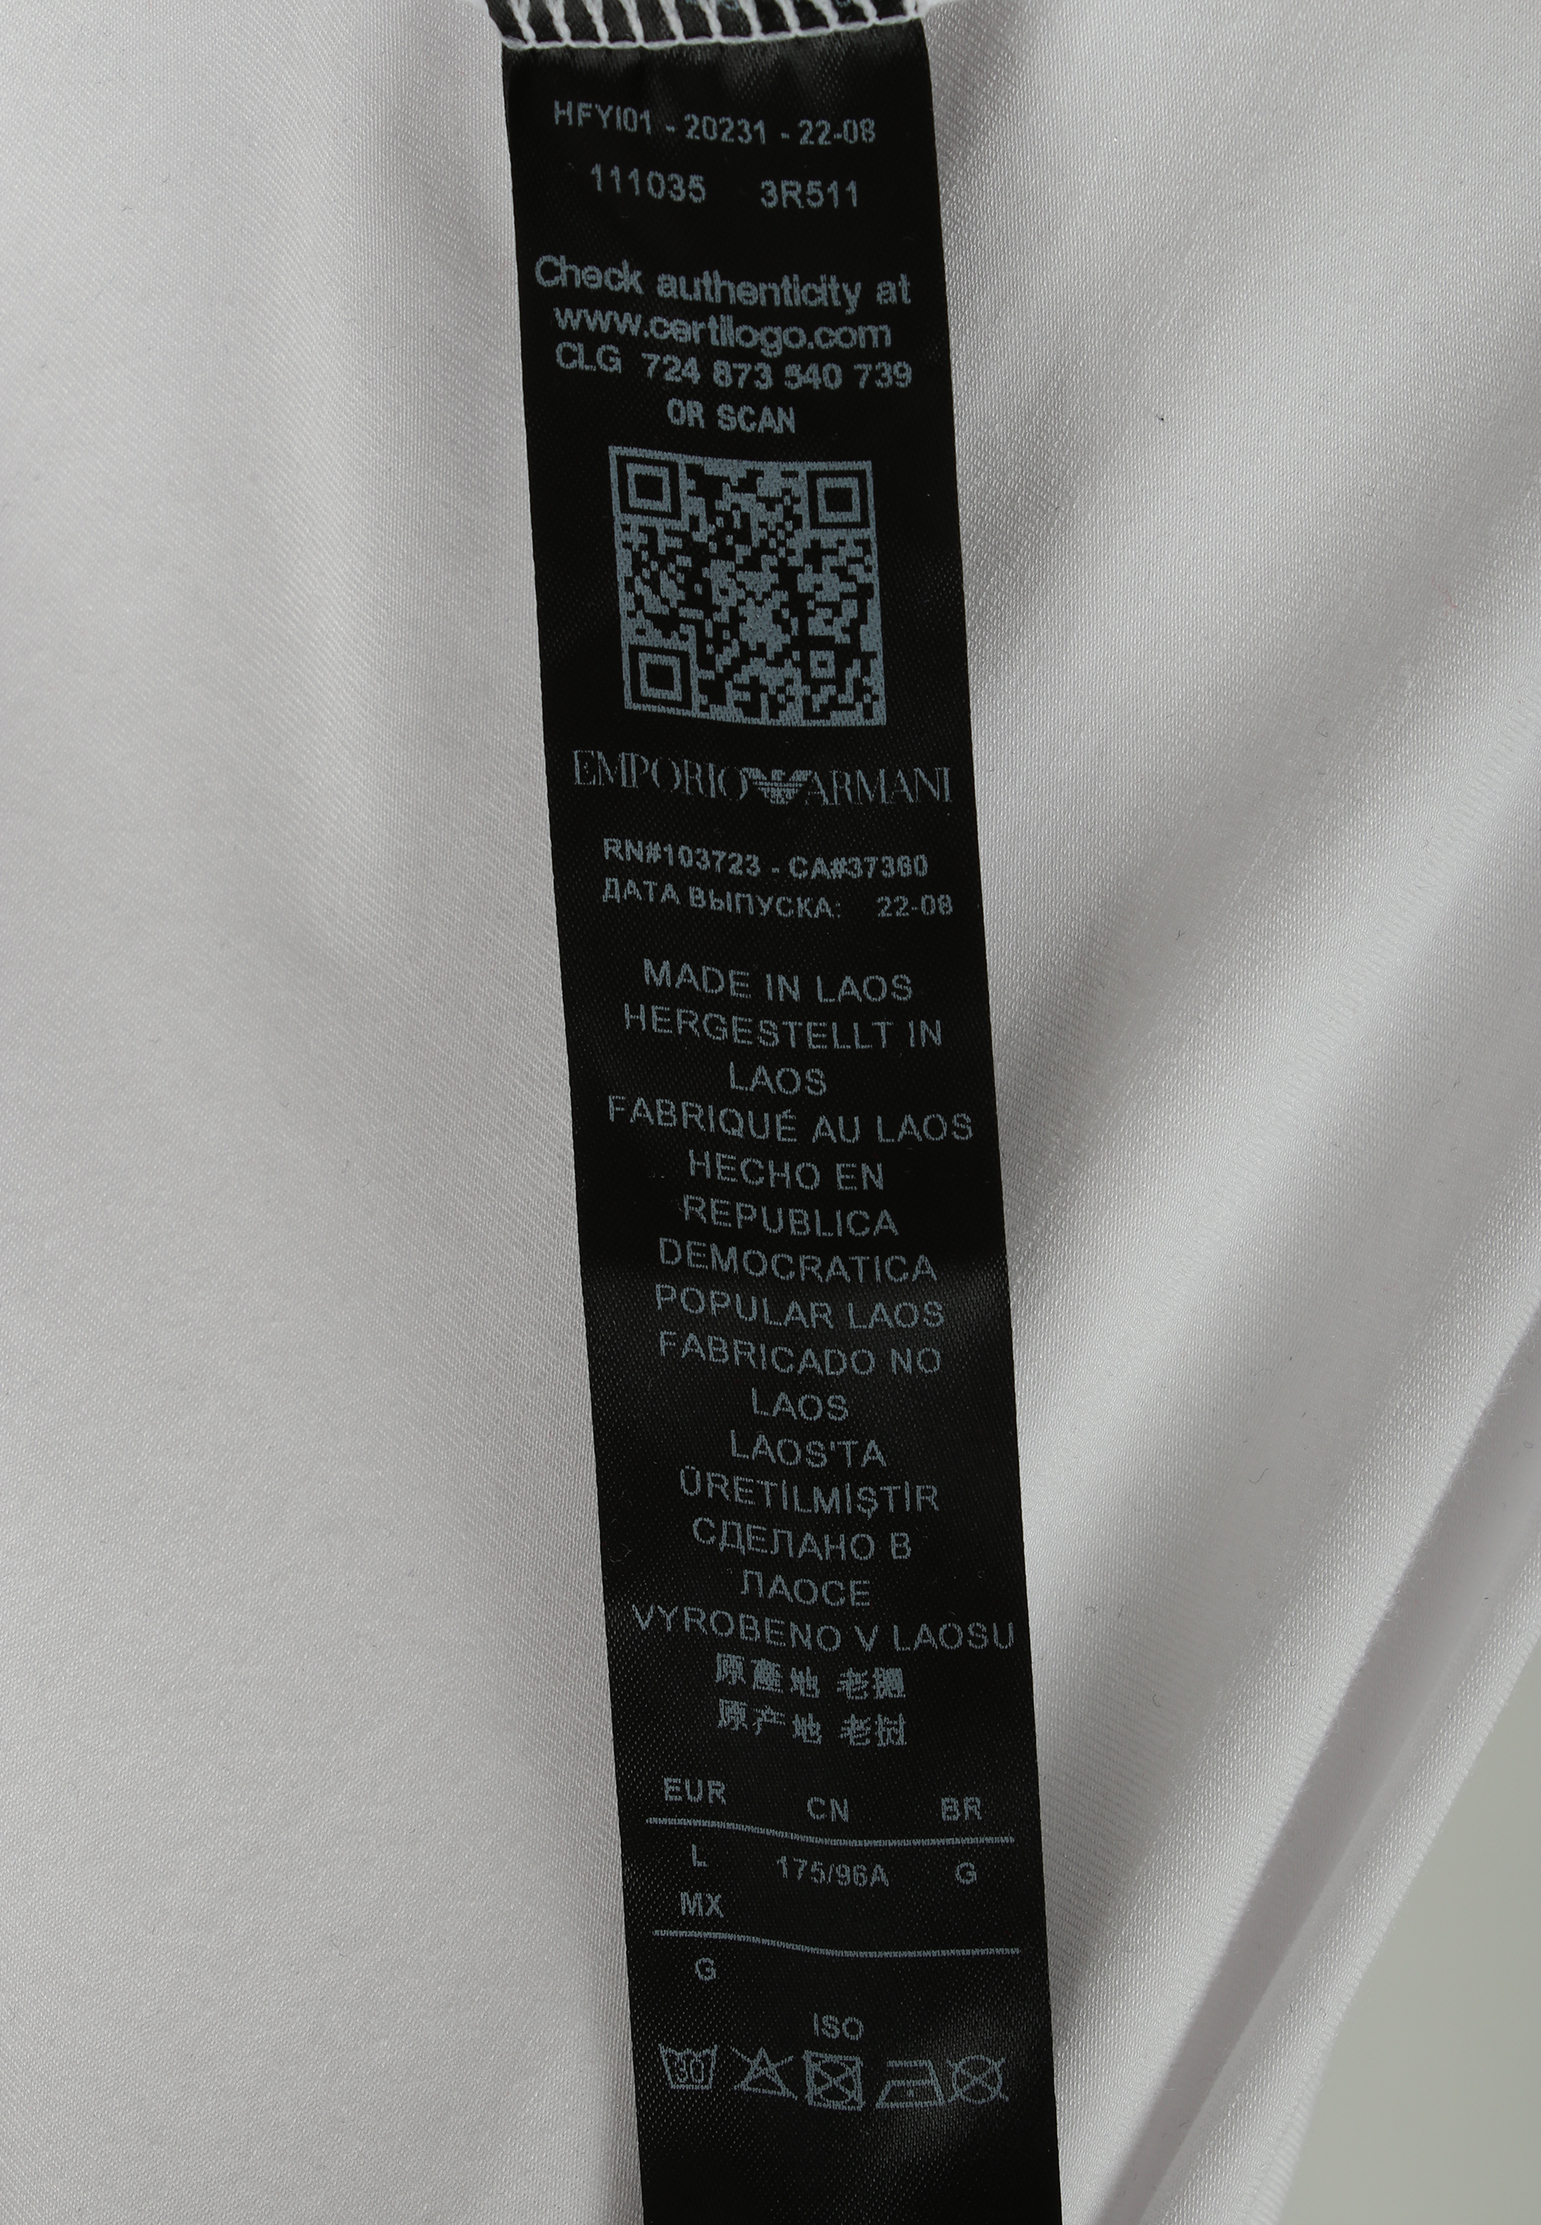 HFYI01 - 20231 - 22-08
111035 3R511
Check authenticity at
www.certilogo.com
CLG 724 873 540 739
OR SCAN
EMPORIO ARMANI
RN#103723 - CA#37360
ДАТА ВЫПУСКА: 22-08
MADE IN LAOS
HERGESTELLT IN
LAOS
FABRIQUÉ AU LAOS
HECHO EN
REPUBLICA
DEMOCRATICA
POPULAR LAOS
FABRICADO NO
LAOS
LAOS'TA
ÜRETİLMİŞTİR
СДЕЛАНО В
ЛАОСЕ
VYROBENO V LAOSU
原產地 老撾
原产地 老挝
EUR CN BR
L 175/96A G
MX
G
ISO
30